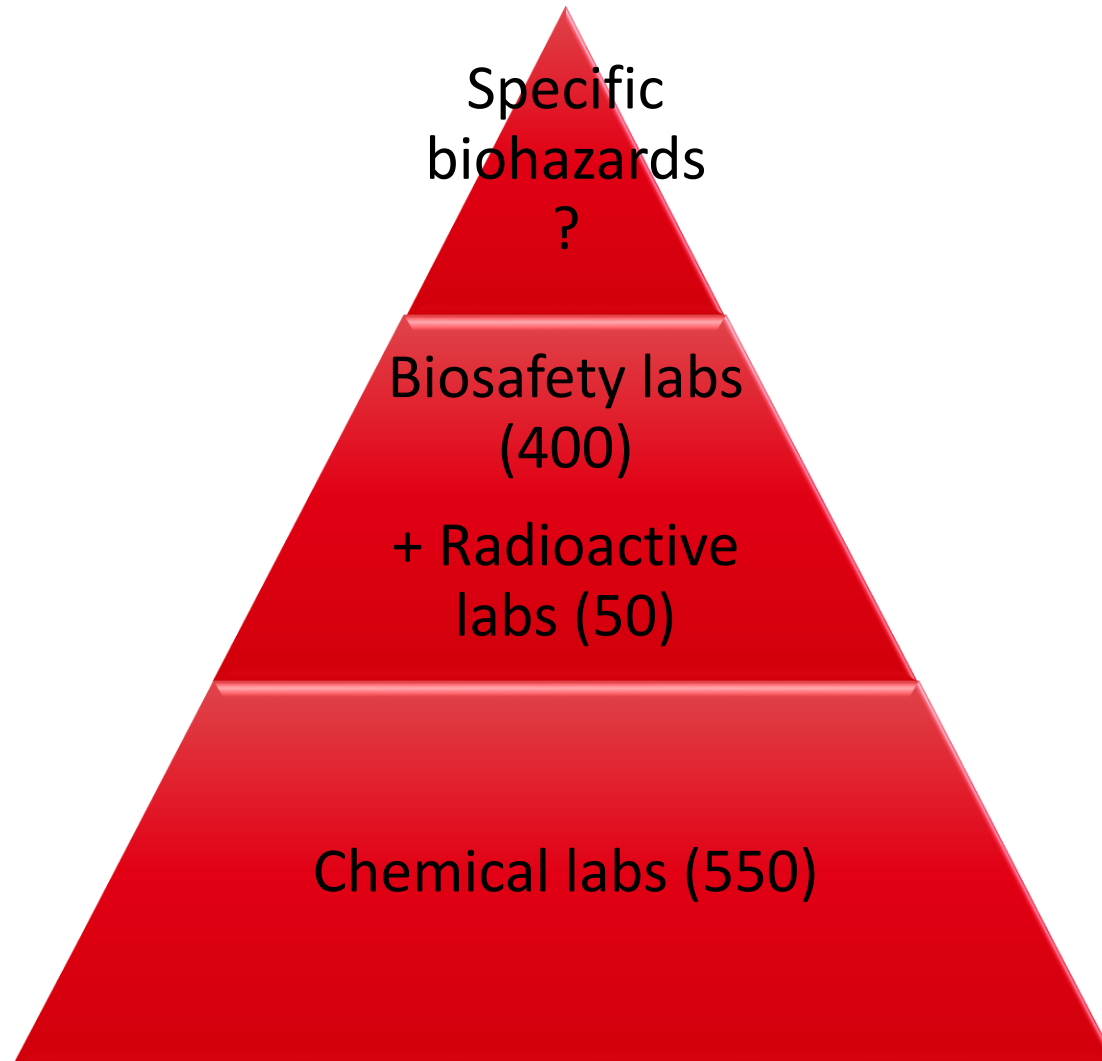 Specific
biohazards
?
Biosafety labs
(400)
+ Radioactive
labs (50)
Chemical labs (550)